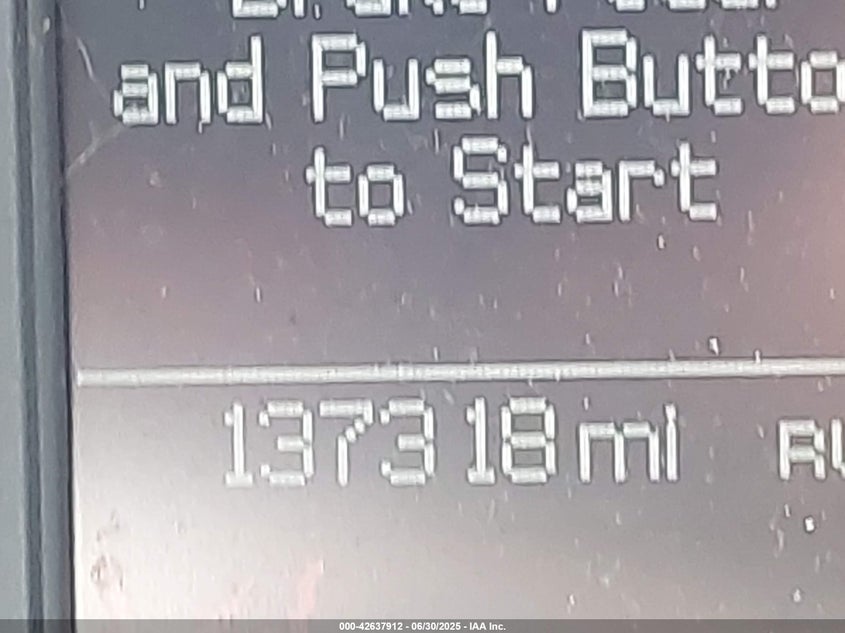 and Push Butto
to Start
137318 mi
000-42637912 - 06/30/2025 - IAA Inc.